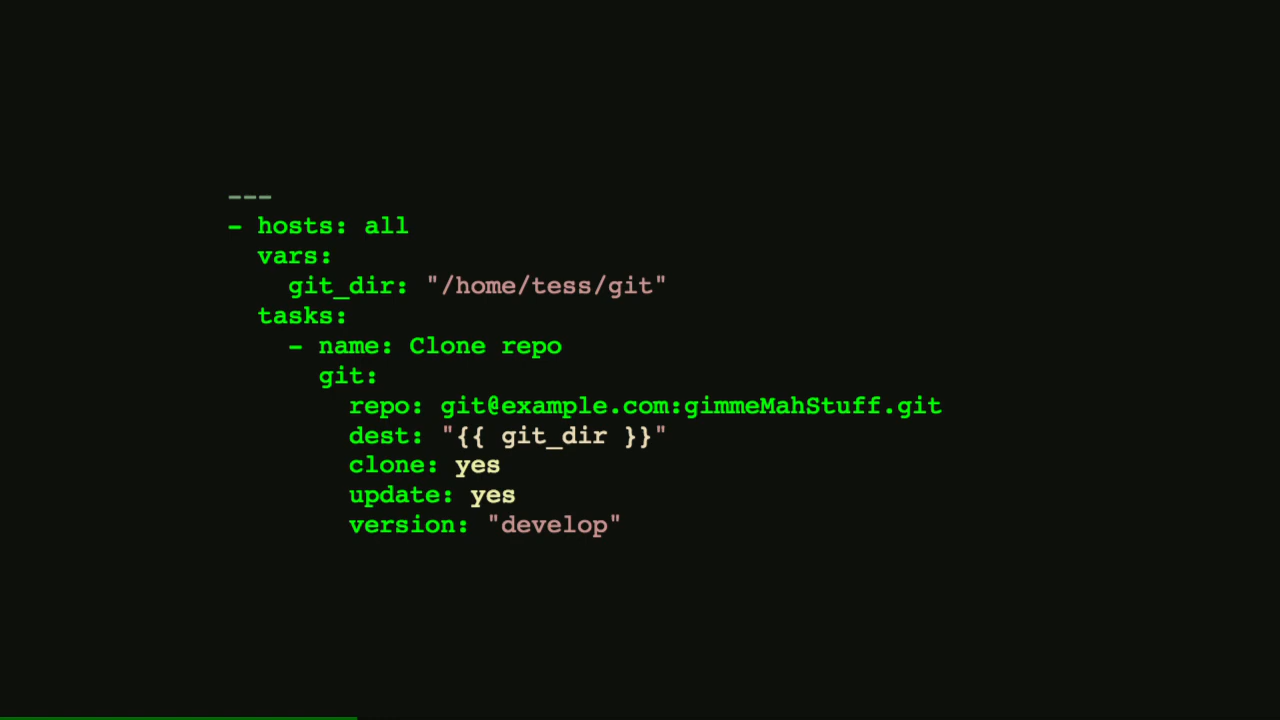 ---
- hosts: all
  vars:
    git_dir: "/home/tess/git"
  tasks:
    - name: Clone repo
      git:
        repo: git@example.com:gimmeMahStuff.git
        dest: "{{ git_dir }}"
        clone: yes
        update: yes
        version: "develop"